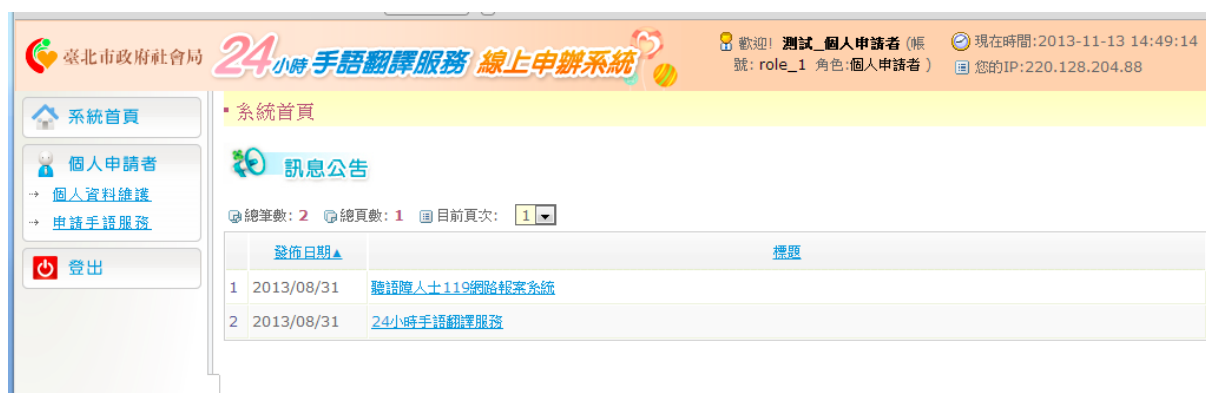 臺北市政府社會局
24小時 手語翻譯服務 線上申辦系統
歡迎! 測試_個人申請者 (帳
號: role_1 角色:個人申請者 )
現在時間:2013-11-13 14:49:14
您的IP:220.128.204.88
系統首頁
個人申請者
個人資料維護
申請手語服務
登出
系統首頁
訊息公告
總筆數: 2 總頁數: 1 目前頁次: 1
發佈日期▲ 標題
1 2013/08/31 聽語障人士119網路報案系統
2 2013/08/31 24小時手語翻譯服務